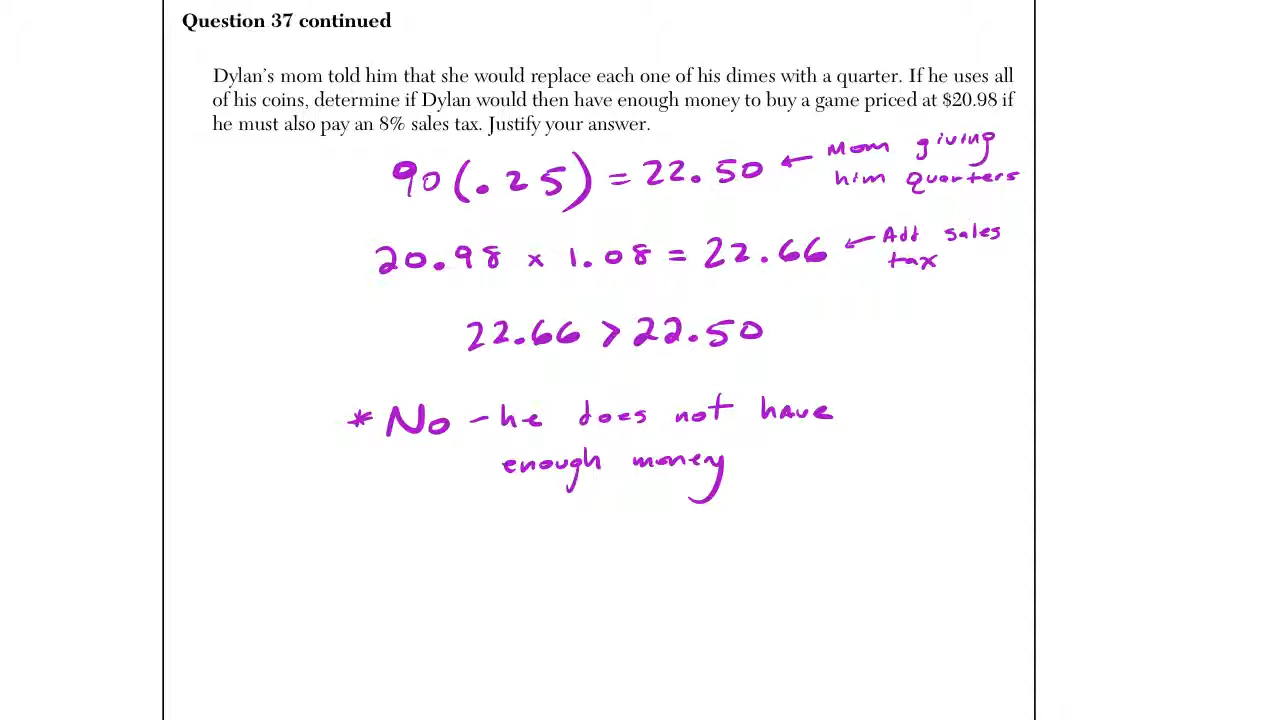 Question 37 continued
Dylan's mom told him that she would replace each one of his dimes with a quarter. If he uses all
of his coins, determine if Dylan would then have enough money to buy a game priced at $20.98 if
he must also pay an 8% sales tax. Justify your answer.
90(.25) = 22.50 ← Mom giving
him quarters
20.98 x 1.08 = 22.66 ← Add sales
tax
22.66 > 22.50
* No - he does not have
enough money